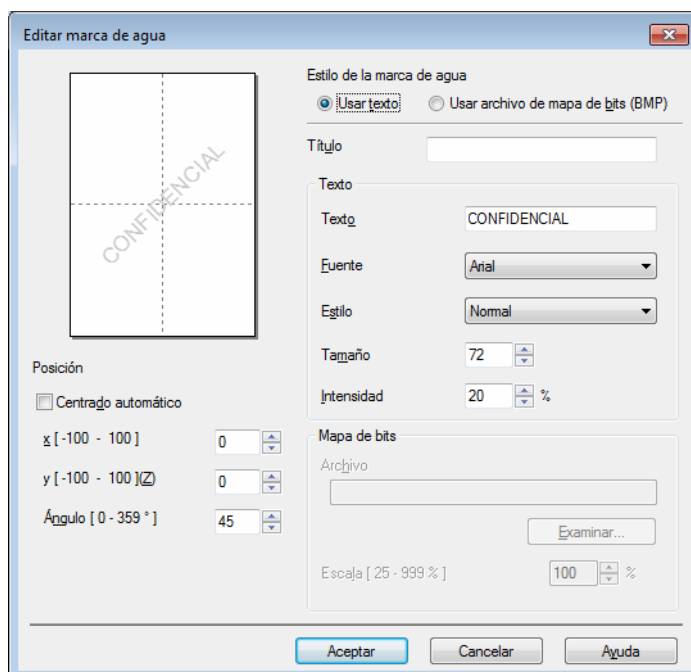 Editar marca de agua
CONFIDENCIAL
Estilo de la marca de agua
Usar texto
Usar archivo de mapa de bits (BMP)
Título
Texto
Texto CONFIDENCIAL
Fuente Arial
Estilo Normal
Tamaño 72
Intensidad 20 %
Posición
Centrado automático
x [ -100 - 100 ] 0
y [ -100 - 100 ](Z) 0
Ángulo [ 0 - 359 ° ] 45
Mapa de bits
Archivo
Examinar...
Escala [ 25 - 999 % ] 100 %
Aceptar Cancelar Ayuda